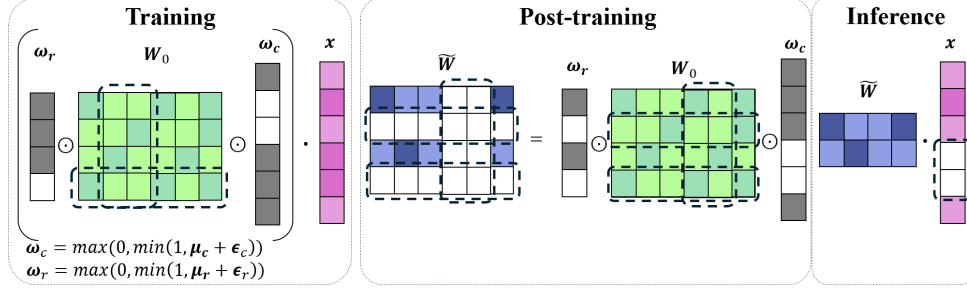 Training
ω_r
W_0
ω_c
x
⊙
⊙
·
ω_c = max(0, min(1, μ_c + ϵ_c))
ω_r = max(0, min(1, μ_r + ϵ_r))
Post-training
W̃
=
ω_r
⊙
W_0
⊙
ω_c
Inference
W̃
·
x